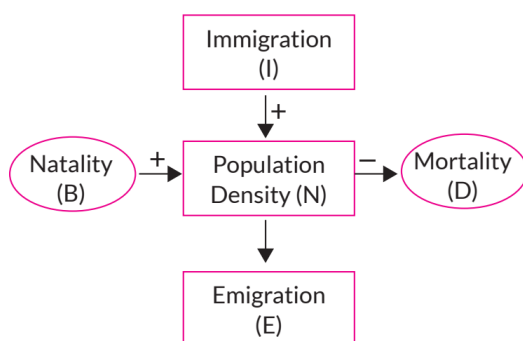 Immigration
(I)
+
Natality
(B)
+
Population
Density (N)
−
Mortality
(D)
Emigration
(E)